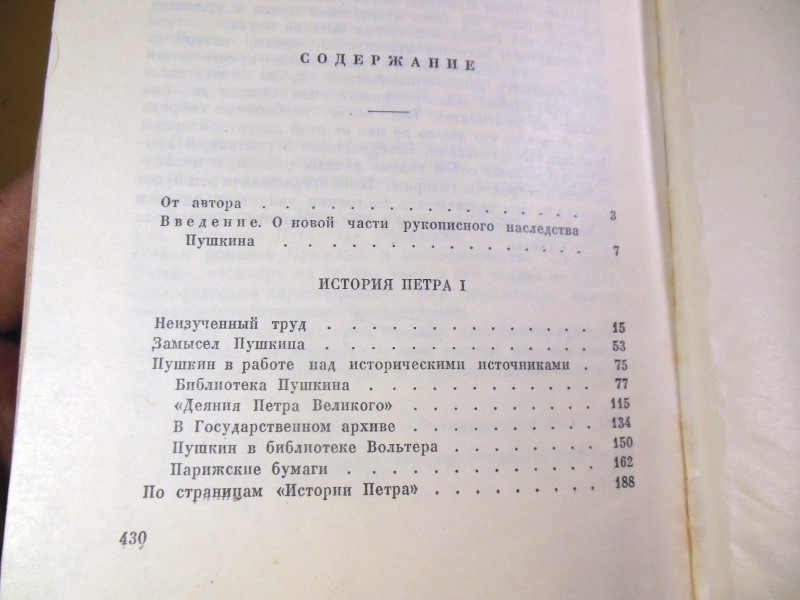 СОДЕРЖАНИЕ
От автора . . . . . . . . . . . . . . . . 3
Введение. О новой части рукописного наследства
Пушкина . . . . . . . . . . . . . . 7
ИСТОРИЯ ПЕТРА I
Неизученный труд . . . . . . . . . . . . . 15
Замысел Пушкина . . . . . . . . . . . . . 53
Пушкин в работе над историческими источниками . 75
Библиотека Пушкина . . . . . . . . . . . 77
«Деяния Петра Великого» . . . . . . . . . 115
В Государственном архиве . . . . . . . . . 134
Пушкин в библиотеке Вольтера . . . . . . . 150
Парижские бумаги . . . . . . . . . . . . 162
По страницам «Истории Петра» . . . . . . . . 188
430